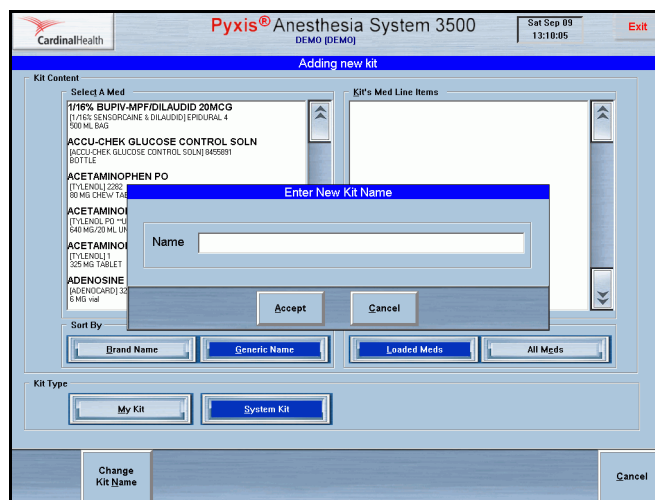 CardinalHealth
Pyxis® Anesthesia System 3500
DEMO [DEMO]
Sat Sep 09
13:10:05
Exit
Adding new kit
Kit Content
Select A Med
Kit's Med Line Items
1/16% BUPIV-MPF/DILAUDID 20MCG
[1/16% SENSORCAINE & DILAUDID] EPIDURAL 4
500 ML BAG
ACCU-CHEK GLUCOSE CONTROL SOLN
[ACCU-CHEK GLUCOSE CONTROL SOLN] 8455891
BOTTLE
ACETAMINOPHEN PO
[TYLENOL] 2282
80 MG CHEW TAB
Enter New Kit Name
ACETAMINO
[TYLENOL PO
640 MG/20 ML UN
Name
ACETAMINO
[TYLENOL] 1
325 MG TABLET
ADENOSINE
[ADENOCARD] 32
6 MG vial
Accept
Cancel
Sort By
Brand Name
Generic Name
Loaded Meds
All Meds
Kit Type
My Kit
System Kit
Change
Kit Name
Cancel